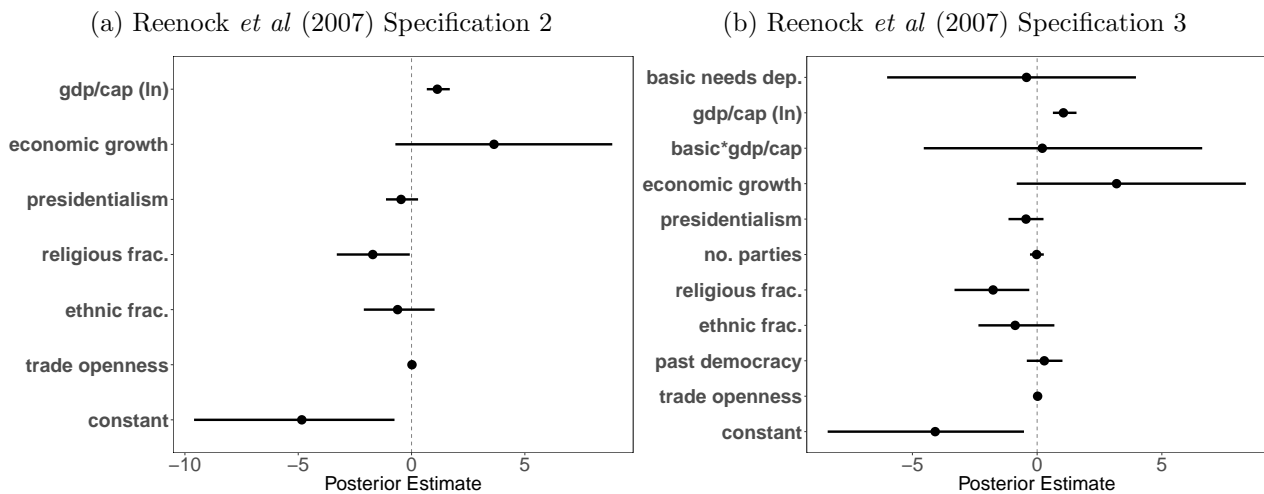 (a) Reenock et al (2007) Specification 2
gdp/cap (ln)
economic growth
presidentialism
religious frac.
ethnic frac.
trade openness
constant
−10
−5
0
5
Posterior Estimate
(b) Reenock et al (2007) Specification 3
basic needs dep.
gdp/cap (ln)
basic*gdp/cap
economic growth
presidentialism
no. parties
religious frac.
ethnic frac.
past democracy
trade openness
constant
−5
0
5
Posterior Estimate